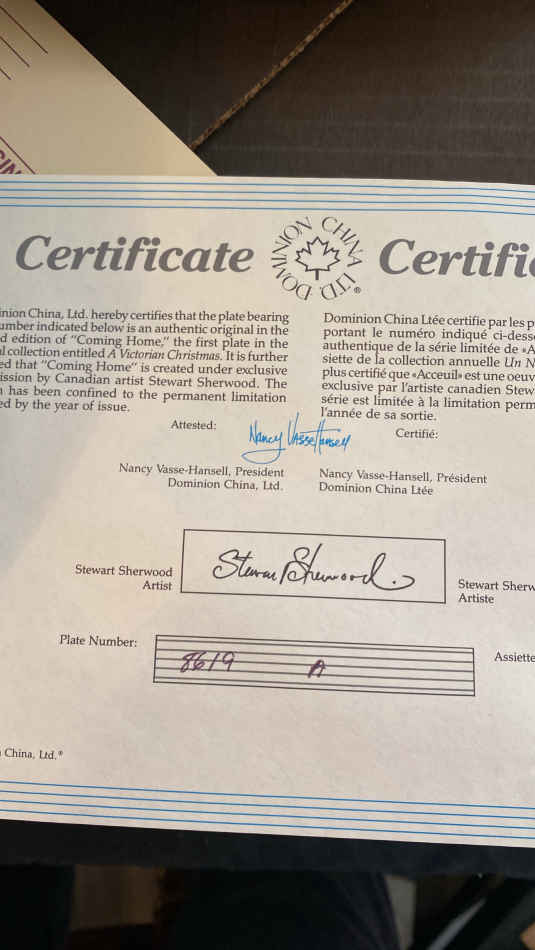 Certificate
DOMINION CHINA LTD. ®
Dominion China, Ltd. hereby certifies that the plate bearing
number indicated below is an authentic original in the
edition of "Coming Home," the first plate in the
collection entitled A Victorian Christmas. It is further
that "Coming Home" is created under exclusive
by Canadian artist Stewart Sherwood. The
has been confined to the permanent limitation
by the year of issue.
Dominion China Ltée certifie par les p
portant le numéro indiqué ci-dess
authentique de la série limitée de «A
siette de la collection annuelle Un N
plus certifié que «Acceuil» est une oeuv
exclusive par l'artiste canadien Stew
série est limitée à la limitation perm
l'année de sa sortie.
Attested:
Nancy Vasse Hansell
Certifié:
Nancy Vasse-Hansell, President
Dominion China, Ltd.
Nancy Vasse-Hansell, Président
Dominion China Ltée
Stewart Sherwood
Artist
Stewart Sherwood
Stewart Sherw
Artiste
Plate Number:
8619 A
Assiette
China, Ltd.®